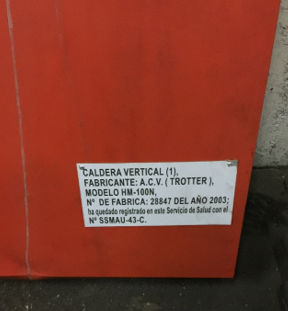 CALDERA VERTICAL (1),
FABRICANTE: A.C.V. ( TROTTER ),
MODELO HM-100N,
Nº DE FABRICA: 28847 DEL AÑO 2003;
ha quedado registrado en este Servicio de Salud con el
Nº SSMAU-43-C.